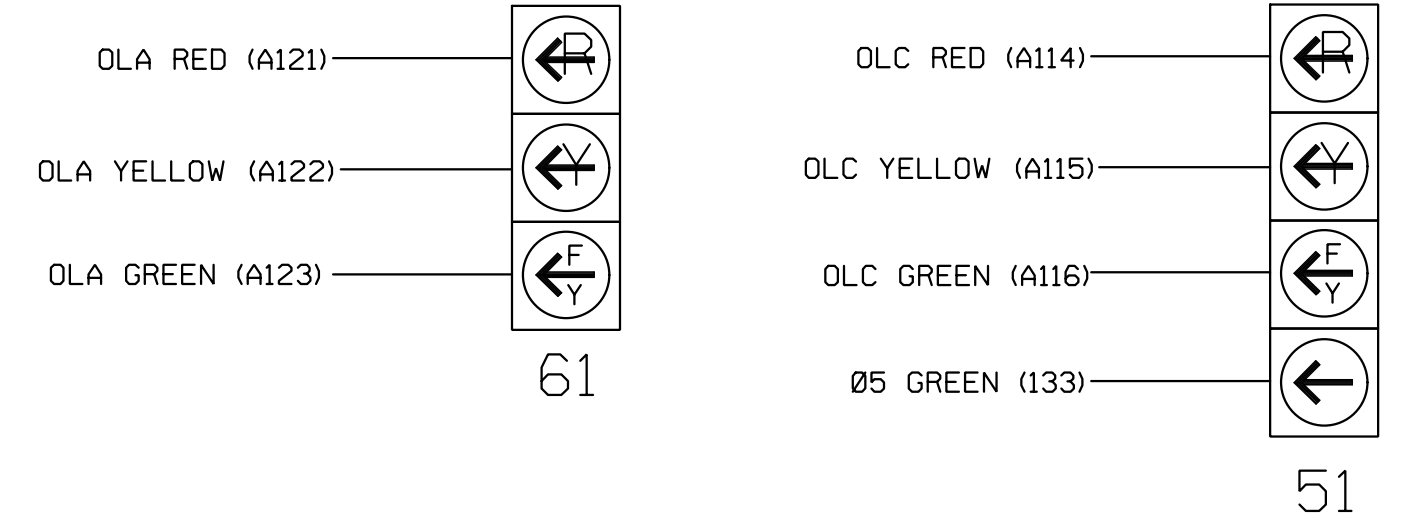 OLA RED (A121)
R
OLA YELLOW (A122)
Y
OLA GREEN (A123)
F
Y
61
OLC RED (A114)
R
OLC YELLOW (A115)
Y
OLC GREEN (A116)
F
Y
Ø5 GREEN (133)
51